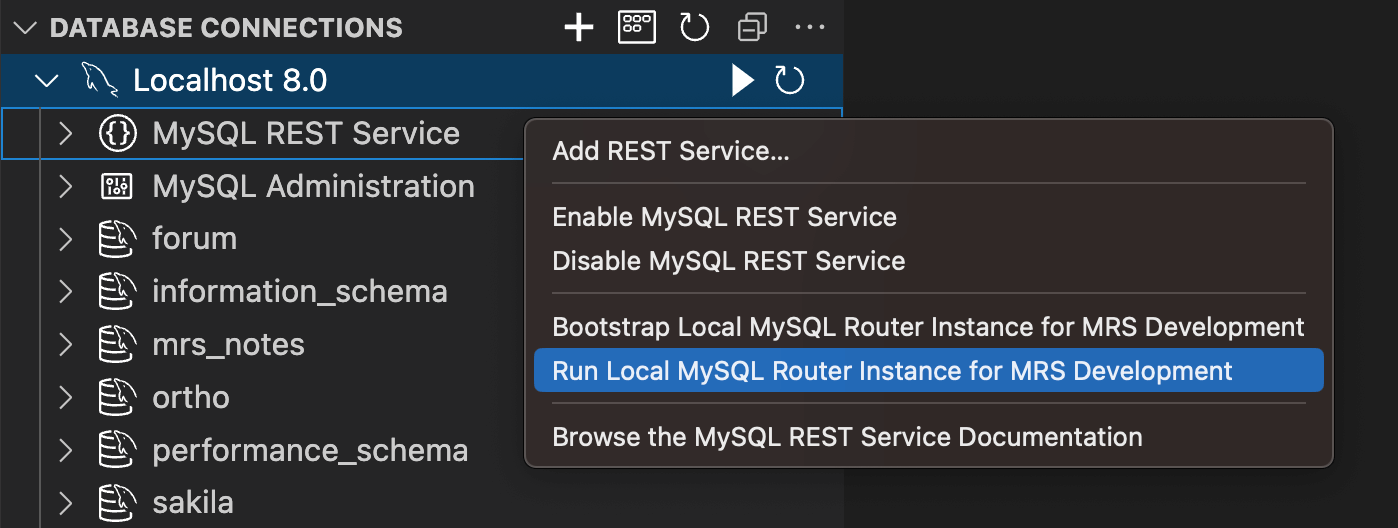 DATABASE CONNECTIONS
Localhost 8.0
MySQL REST Service
MySQL Administration
forum
information_schema
mrs_notes
ortho
performance_schema
sakila
Add REST Service...
Enable MySQL REST Service
Disable MySQL REST Service
Bootstrap Local MySQL Router Instance for MRS Development
Run Local MySQL Router Instance for MRS Development
Browse the MySQL REST Service Documentation